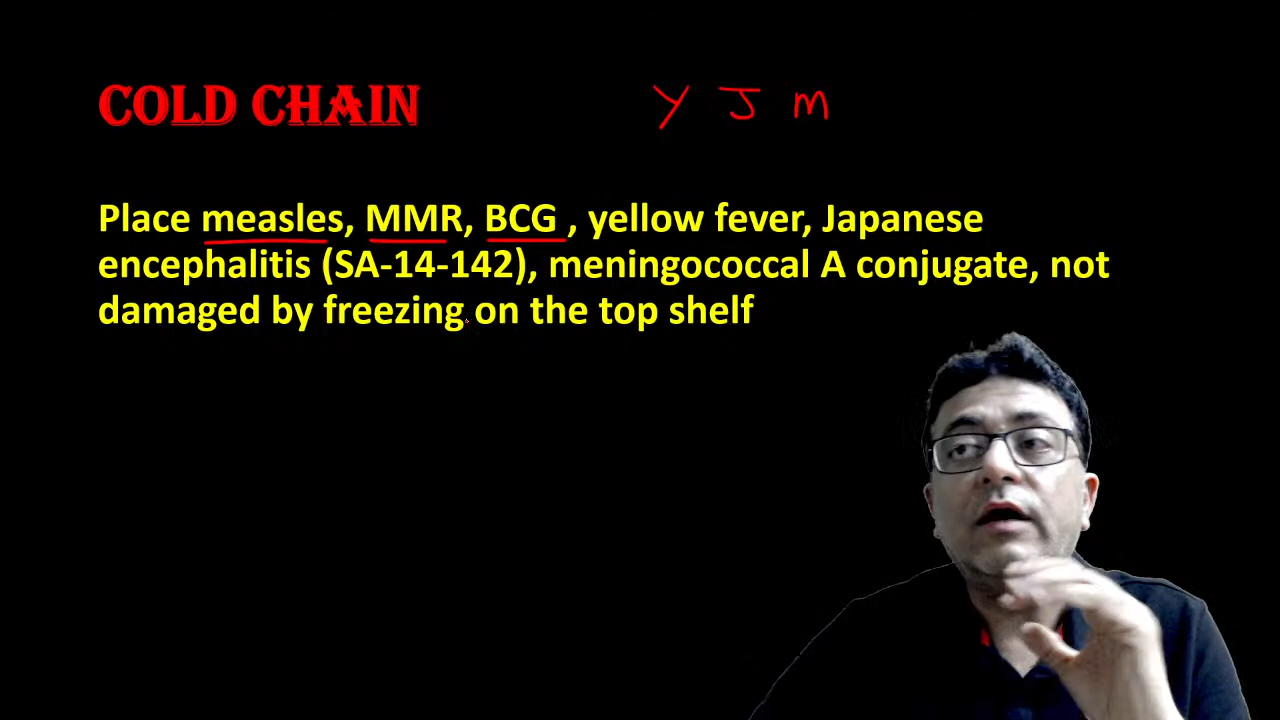 COLD CHAIN
Y J m
Place measles, MMR, BCG , yellow fever, Japanese
encephalitis (SA-14-142), meningococcal A conjugate, not
damaged by freezing on the top shelf